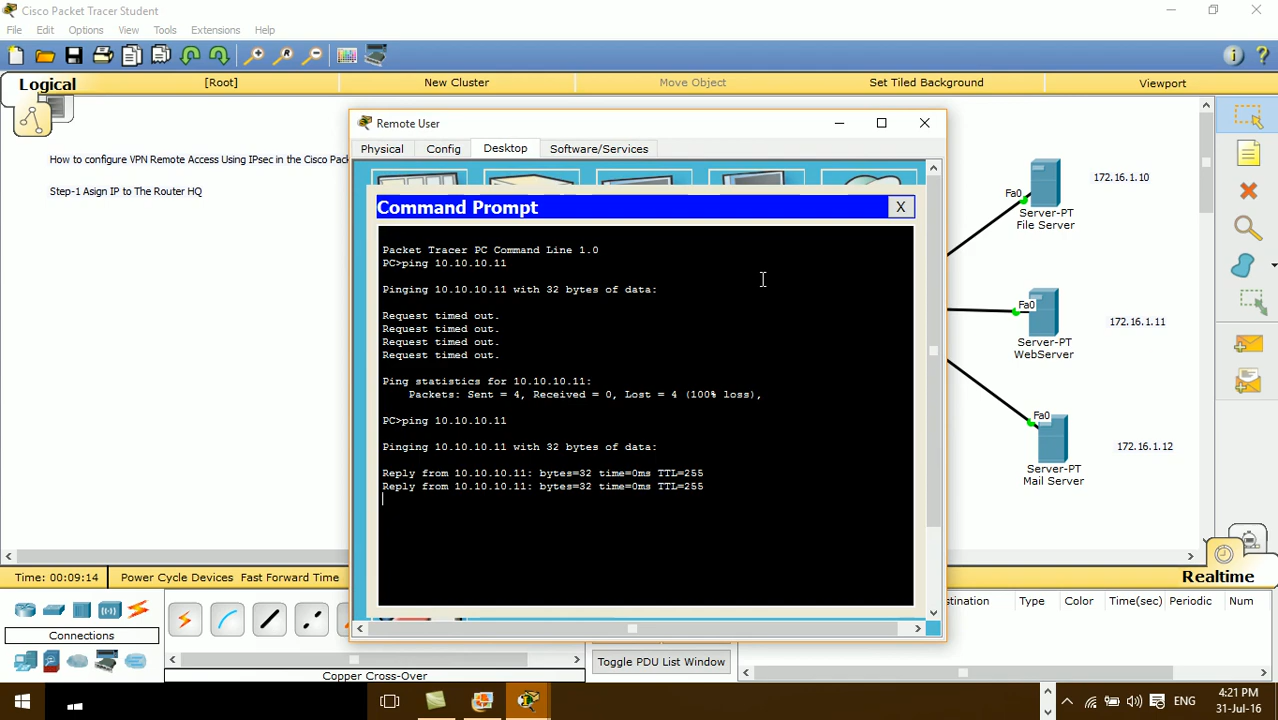 Cisco Packet Tracer Student
File Edit Options View Tools Extensions Help
Logical [Root] New Cluster Move Object Set Tiled Background Viewport
How to configure VPN Remote Access Using IPsec in the Cisco Pack
Step-1 Asign IP to The Router HQ
Remote User
Physical Config Desktop Software/Services
Command Prompt X
Packet Tracer PC Command Line 1.0
PC>ping 10.10.10.11
Pinging 10.10.10.11 with 32 bytes of data:
Request timed out.
Request timed out.
Request timed out.
Request timed out.
Ping statistics for 10.10.10.11:
Packets: Sent = 4, Received = 0, Lost = 4 (100% loss),
PC>ping 10.10.10.11
Pinging 10.10.10.11 with 32 bytes of data:
Reply from 10.10.10.11: bytes=32 time=0ms TTL=255
Reply from 10.10.10.11: bytes=32 time=0ms TTL=255
Fa0
172.16.1.10
Server-PT
File Server
Fa0
172.16.1.11
Server-PT
WebServer
Fa0
172.16.1.12
Server-PT
Mail Server
Time: 00:09:14 Power Cycle Devices Fast Forward Time
Realtime
Connections
Copper Cross-Over
Toggle PDU List Window
stination Type Color Time(sec) Periodic Num
ENG
4:21 PM
31-Jul-16